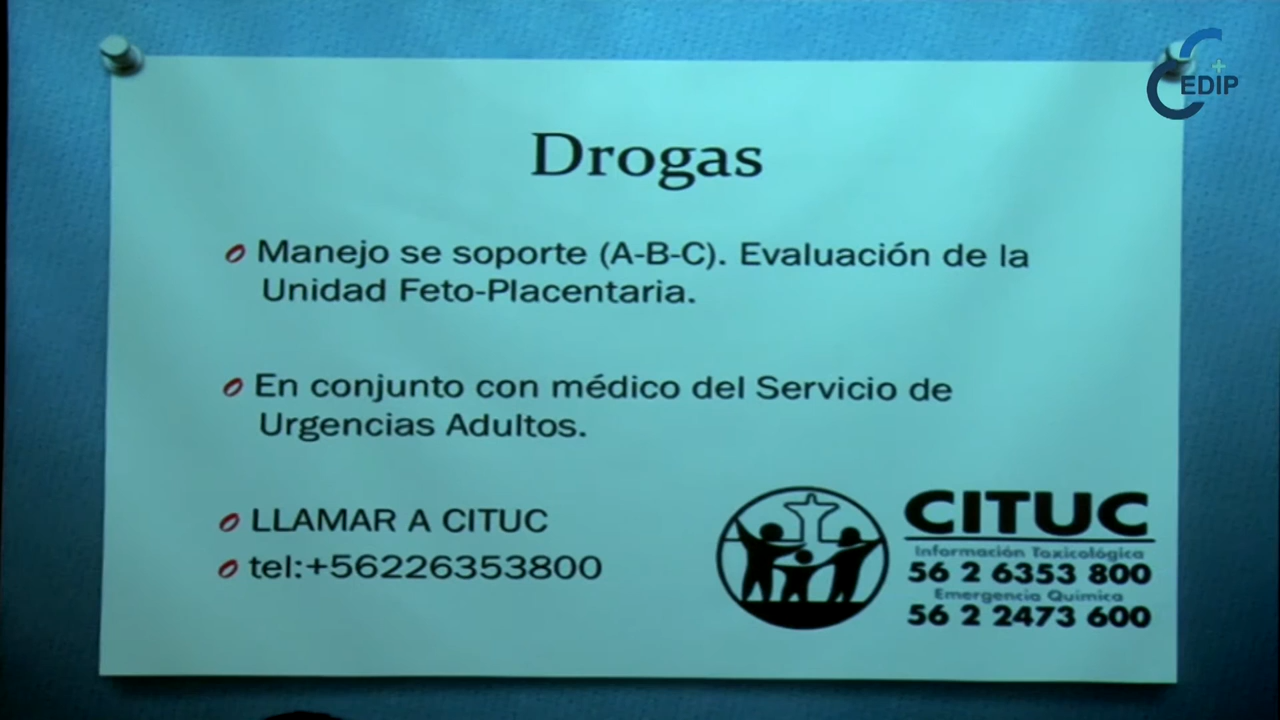 CEDIP
Drogas
Manejo se soporte (A-B-C). Evaluación de la
Unidad Feto-Placentaria.
En conjunto con médico del Servicio de
Urgencias Adultos.
LLAMAR A CITUC
tel:+56226353800
CITUC
Información Toxicológica
56 2 6353 800
Emergencia Química
56 2 2473 600